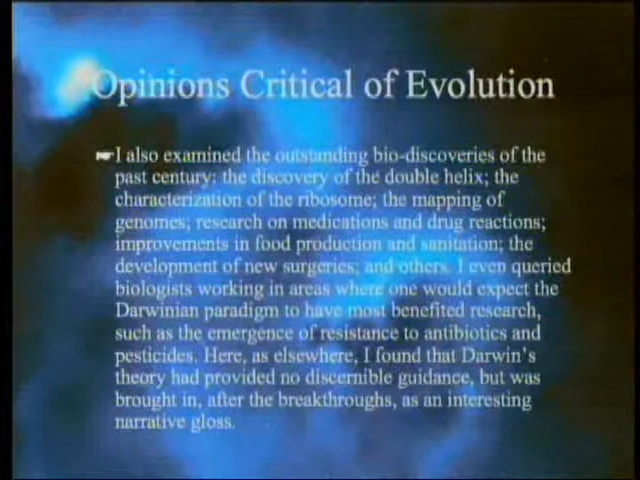 Opinions Critical of Evolution
I also examined the outstanding bio-discoveries of the
past century: the discovery of the double helix; the
characterization of the ribosome; the mapping of
genomes; research on medications and drug reactions;
improvements in food production and sanitation; the
development of new surgeries; and others. I even queried
biologists working in areas where one would expect the
Darwinian paradigm to have most benefited research,
such as the emergence of resistance to antibiotics and
pesticides. Here, as elsewhere, I found that Darwin's
theory had provided no discernible guidance, but was
brought in, after the breakthroughs, as an interesting
narrative gloss.